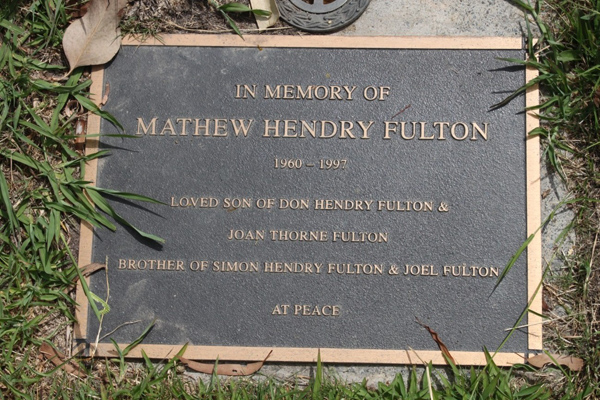 IN MEMORY OF
MATHEW HENDRY FULTON
1960 – 1997
LOVED SON OF DON HENDRY FULTON &
JOAN THORNE FULTON
BROTHER OF SIMON HENDRY FULTON & JOEL FULTON
AT PEACE